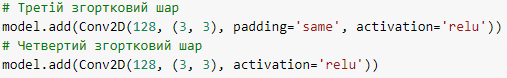 # Третій згортковий шар
model.add(Conv2D(128, (3, 3), padding='same', activation='relu'))
# Четвертий згортковий шар
model.add(Conv2D(128, (3, 3), activation='relu'))